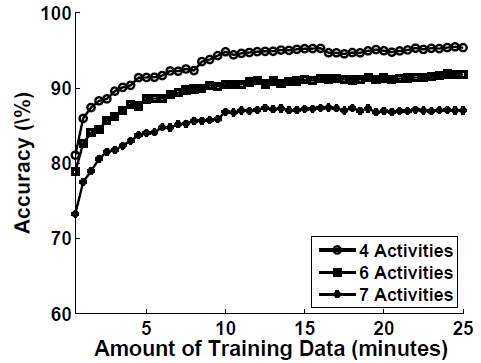 100
90
80
70
60
Accuracy (\%)
5
10
15
20
25
Amount of Training Data (minutes)
4 Activities
6 Activities
7 Activities